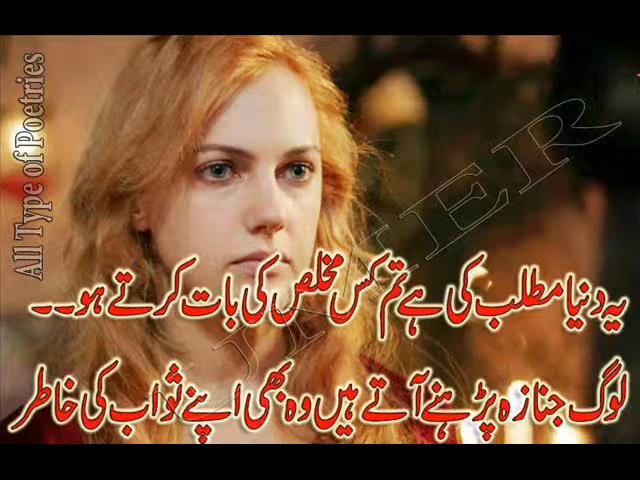 All Type of Poetries
یہ دنیا مطلب کی ہے تم کس مخلص کی بات کرتے ہو۔۔
لوگ جنازہ پڑھنے آتے ہیں وہ بھی اپنے ثواب کی خاطر